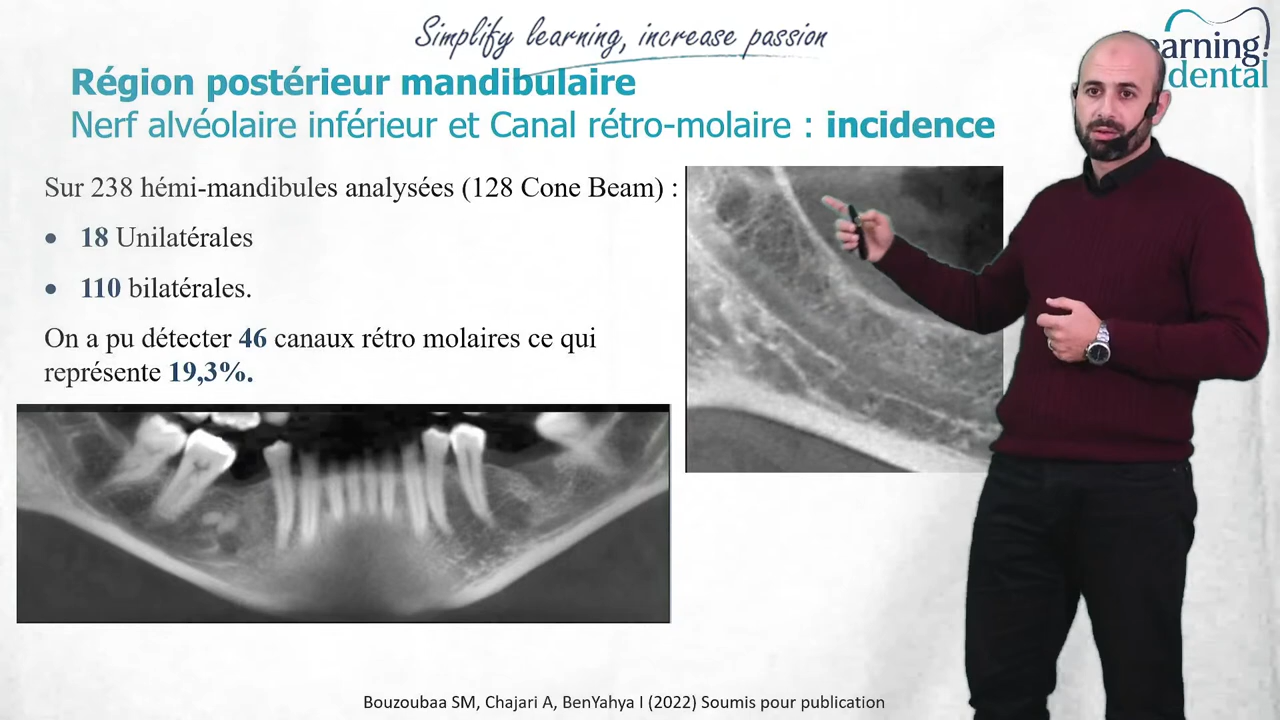 Simplify learning, increase passion
earning
dental
Région postérieur mandibulaire
Nerf alvéolaire inférieur et Canal rétro-molaire : incidence
Sur 238 hémi-mandibules analysées (128 Cone Beam) :
• 18 Unilatérales
• 110 bilatérales.
On a pu détecter 46 canaux rétro molaires ce qui
représente 19,3%.
Bouzoubaa SM, Chajari A, BenYahya I (2022) Soumis pour publication